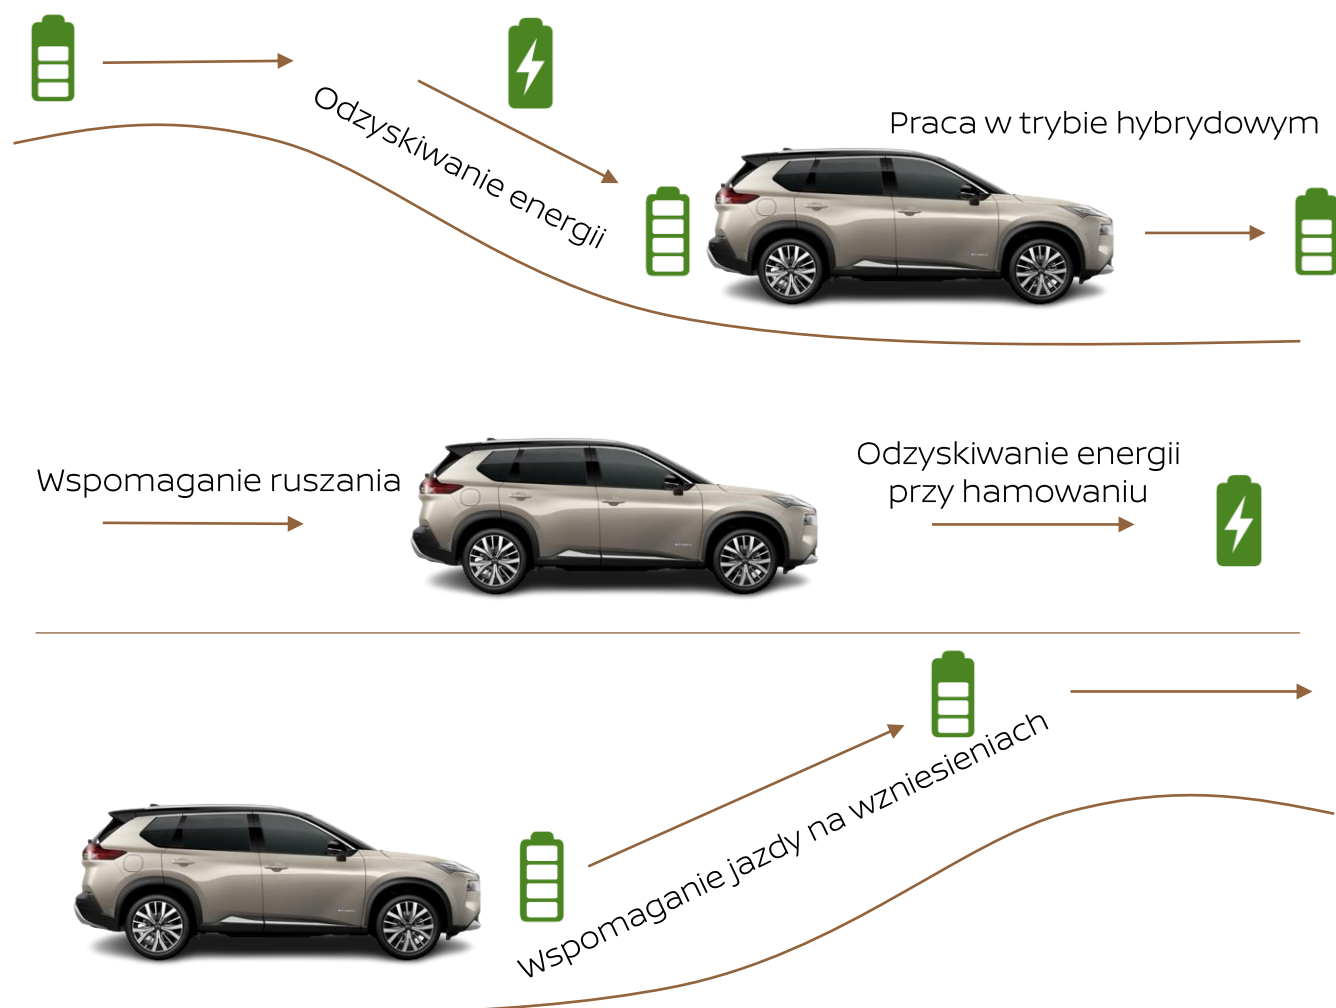 Odzyskiwanie energii
Praca w trybie hybrydowym
Wspomaganie ruszania
Odzyskiwanie energii
przy hamowaniu
Wspomaganie jazdy na wzniesieniach